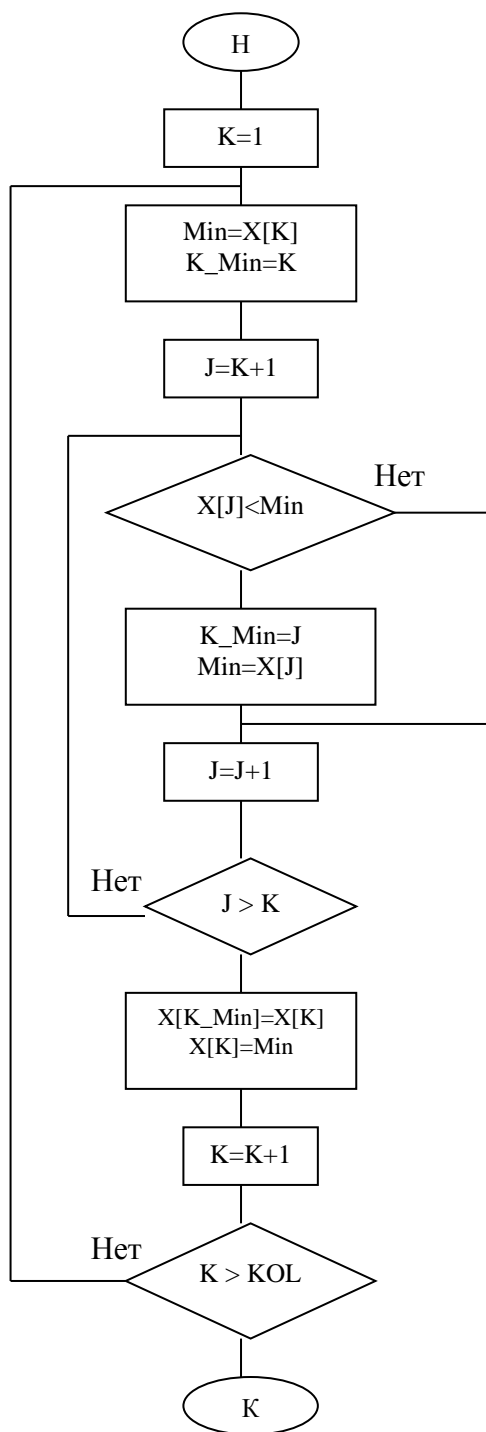 Н
K=1
Min=X[K]
K_Min=K
J=K+1
Нет
X[J]<Min
K_Min=J
Min=X[J]
J=J+1
Нет
J > K
X[K_Min]=X[K]
X[K]=Min
K=K+1
Нет
K > KOL
К